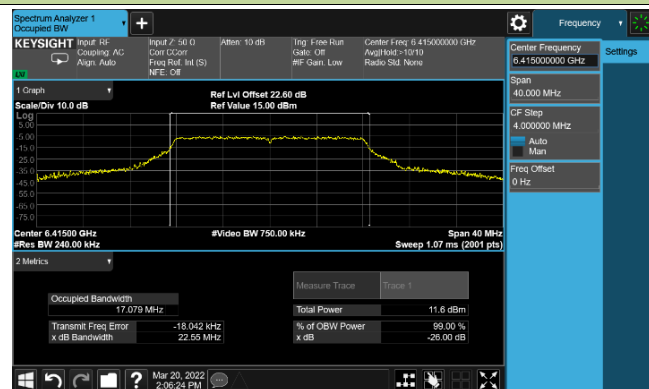 Spectrum Analyzer 1
Occupied BW
Frequency
KEYSIGHT
Input: RF
Coupling: AC
Align: Auto
Input Z: 50 Ω
Corr CCorr
Freq Ref: Int (S)
NFE: Off
Atten: 10 dB
Trig: Free Run
Gate: Off
#IF Gain: Low
Center Freq: 6.415000000 GHz
Avg|Hold:>10/10
Radio Std: None
LXI
Center Frequency
6.415000000 GHz
Settings
Span
40.000 MHz
CF Step
4.000000 MHz
Auto
Man
Freq Offset
0 Hz
1 Graph
Scale/Div 10.0 dB
Ref Lvl Offset 22.60 dB
Ref Value 15.00 dBm
Log
5.00
-5.00
-15.0
-25.0
-35.0
-45.0
-55.0
-65.0
-75.0
Center 6.41500 GHz
#Video BW 750.00 kHz
Span 40 MHz
#Res BW 240.00 kHz
Sweep 1.07 ms (2001 pts)
2 Metrics
Measure Trace
Trace 1
Occupied Bandwidth
17.079 MHz
Total Power
11.6 dBm
Transmit Freq Error
-18.042 kHz
% of OBW Power
99.00 %
x dB Bandwidth
22.55 MHz
x dB
-26.00 dB
Mar 20, 2022
2:06:24 PM